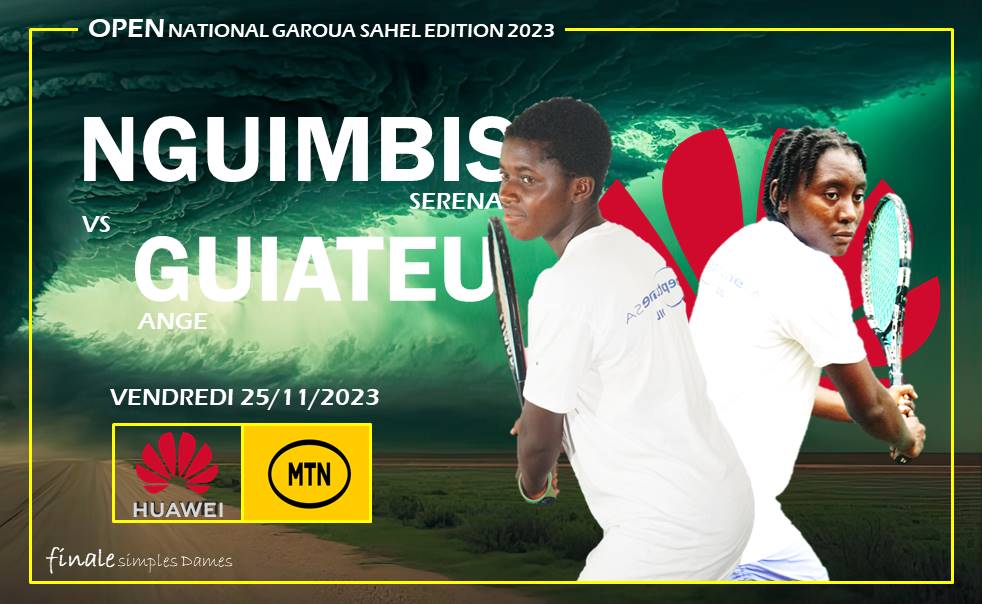 OPEN NATIONAL GAROUA SAHEL EDITION 2023
NGUIMBIS
SERENA
VS
GUIATEU
ANGE
VENDREDI 25/11/2023
HUAWEI
MTN
finale simples Dames